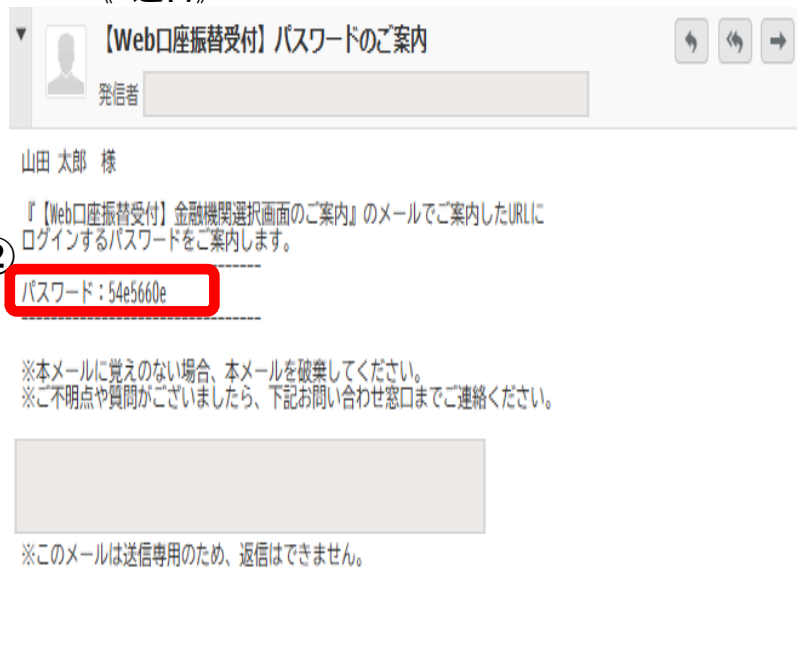 【Web口座振替受付】パスワードのご案内
発信者
山田 太郎 様
『【Web口座振替受付】金融機関選択画面のご案内』のメールでご案内したURLに
ログインするパスワードをご案内します。
---------------------------------
パスワード：54e5660e
---------------------------------
※本メールに覚えのない場合、本メールを破棄してください。
※ご不明点や質問がございましたら、下記お問い合わせ窓口までご連絡ください。
※このメールは送信専用のため、返信はできません。